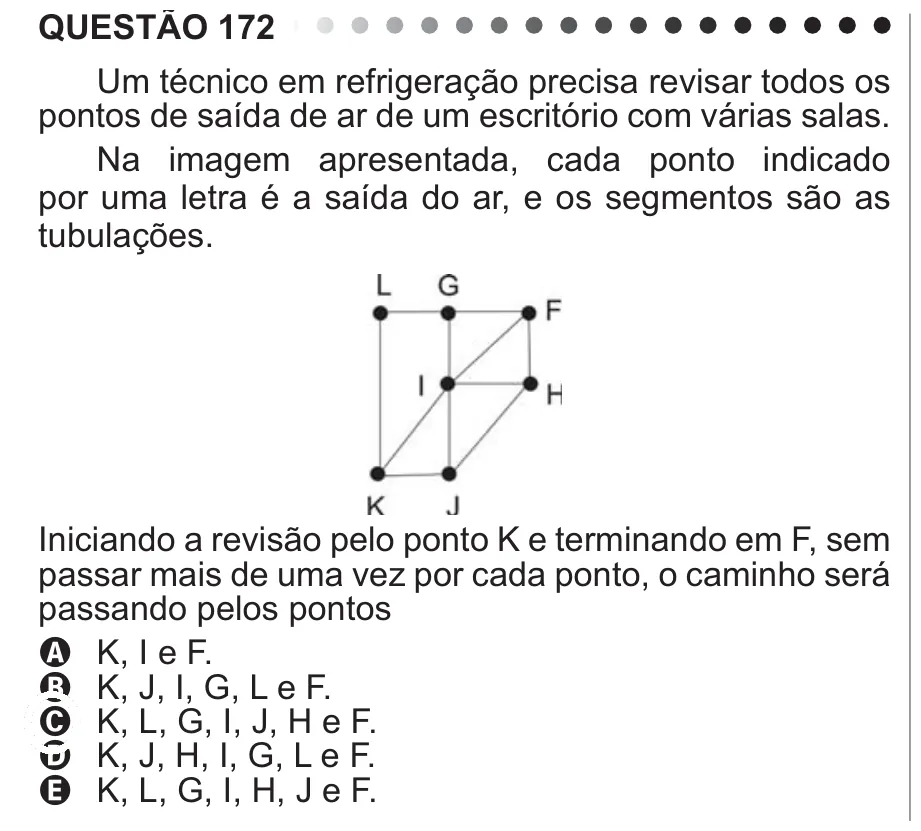 QUESTÃO 172
Um técnico em refrigeração precisa revisar todos os
pontos de saída de ar de um escritório com várias salas.
Na imagem apresentada, cada ponto indicado
por uma letra é a saída do ar, e os segmentos são as
tubulações.
L G
F
I
H
K J
Iniciando a revisão pelo ponto K e terminando em F, sem
passar mais de uma vez por cada ponto, o caminho será
passando pelos pontos
A K, I e F.
B K, J, I, G, L e F.
C K, L, G, I, J, H e F.
D K, J, H, I, G, L e F.
E K, L, G, I, H, J e F.